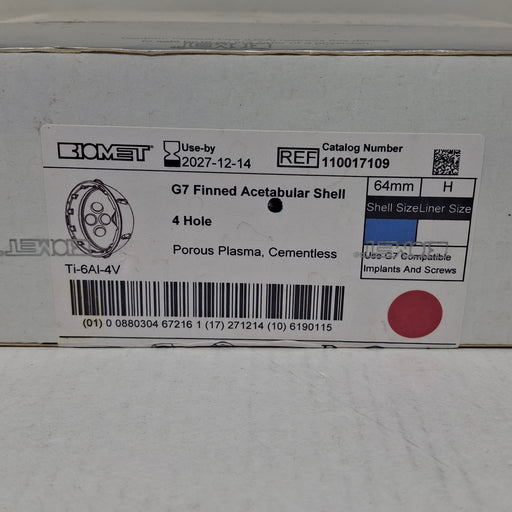 BIOMET
Use-by
2027-12-14
REF
Catalog Number
110017109
G7 Finned Acetabular Shell
4 Hole
Porous Plasma, Cementless
64mm
H
Shell Size
Liner Size
Use G7 Compatible
Implants And Screws
Ti-6Al-4V
(01) 0 0880304 67216 1 (17) 271214 (10) 6190115